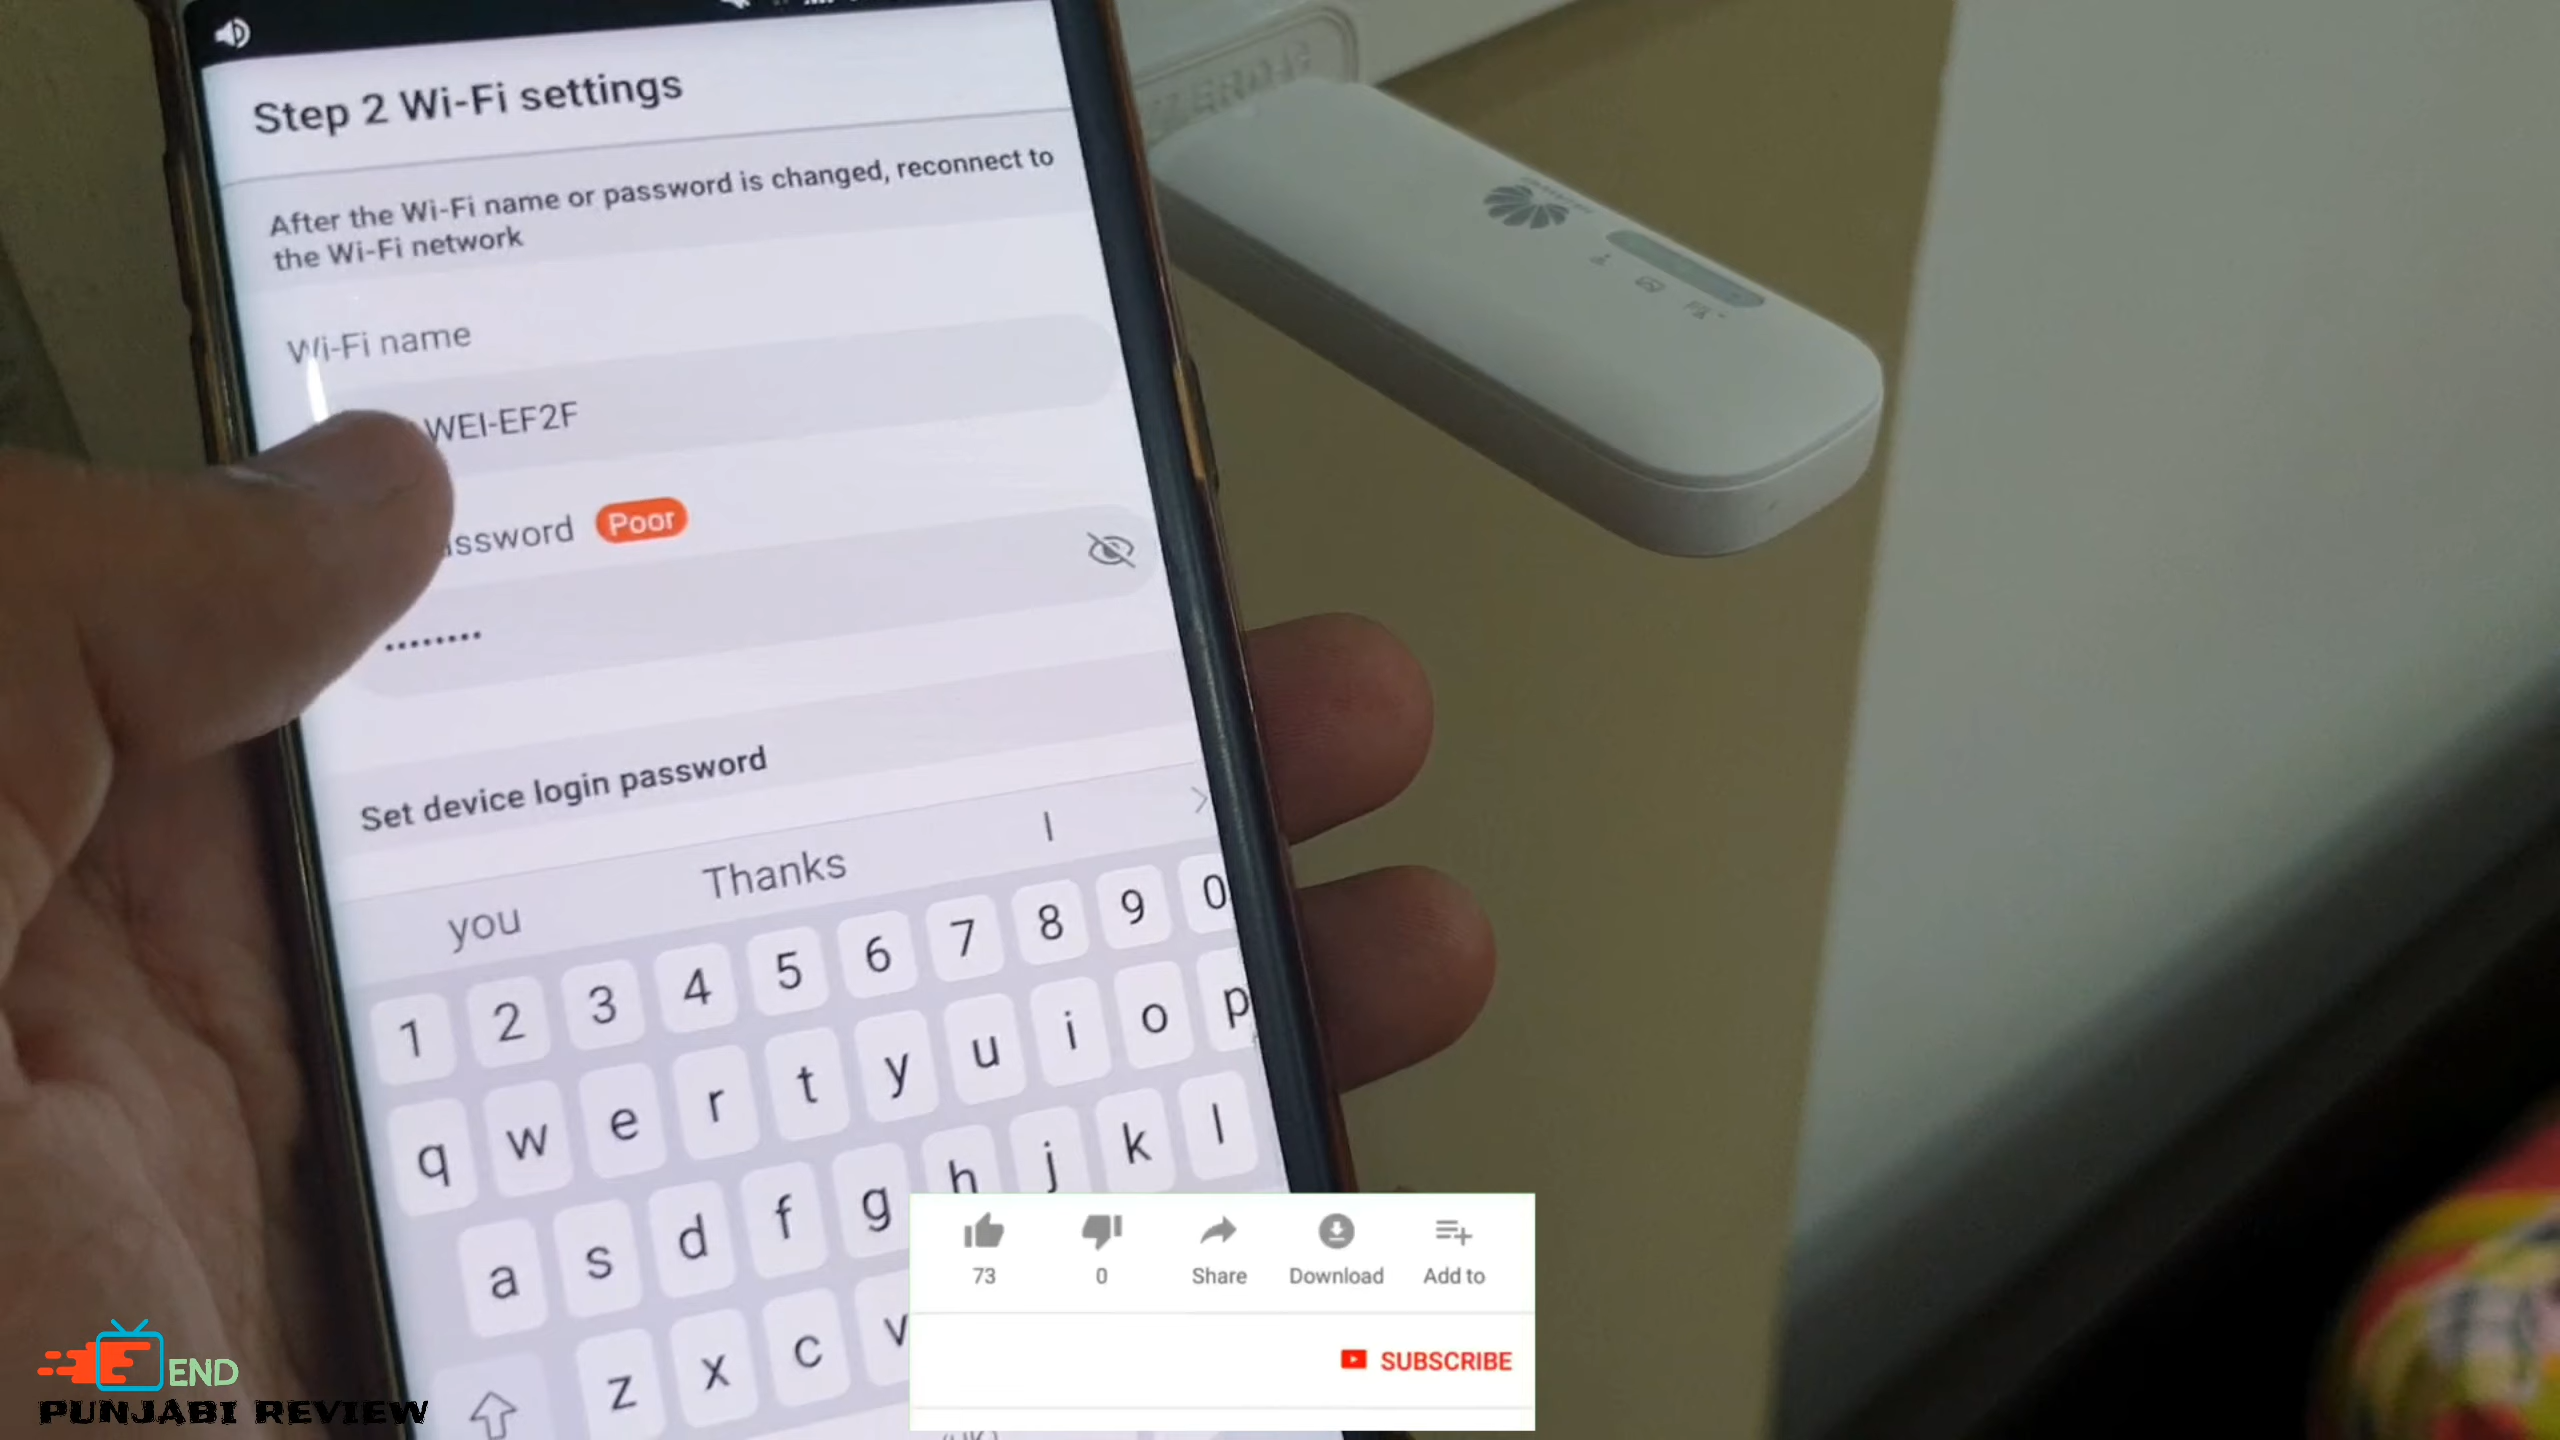 Step 2 Wi-Fi settings
After the Wi-Fi name or password is changed, reconnect to
the Wi-Fi network
Wi-Fi name
WEI-EF2F
ssword Poor
••••••••
Set device login password
you Thanks I
1 2 3 4 5 6 7 8 9 0
q w e r t y u i o p
a s d f g h j k l
z x c v
73 0 Share Download Add to
SUBSCRIBE
END
PUNJABI REVIEW